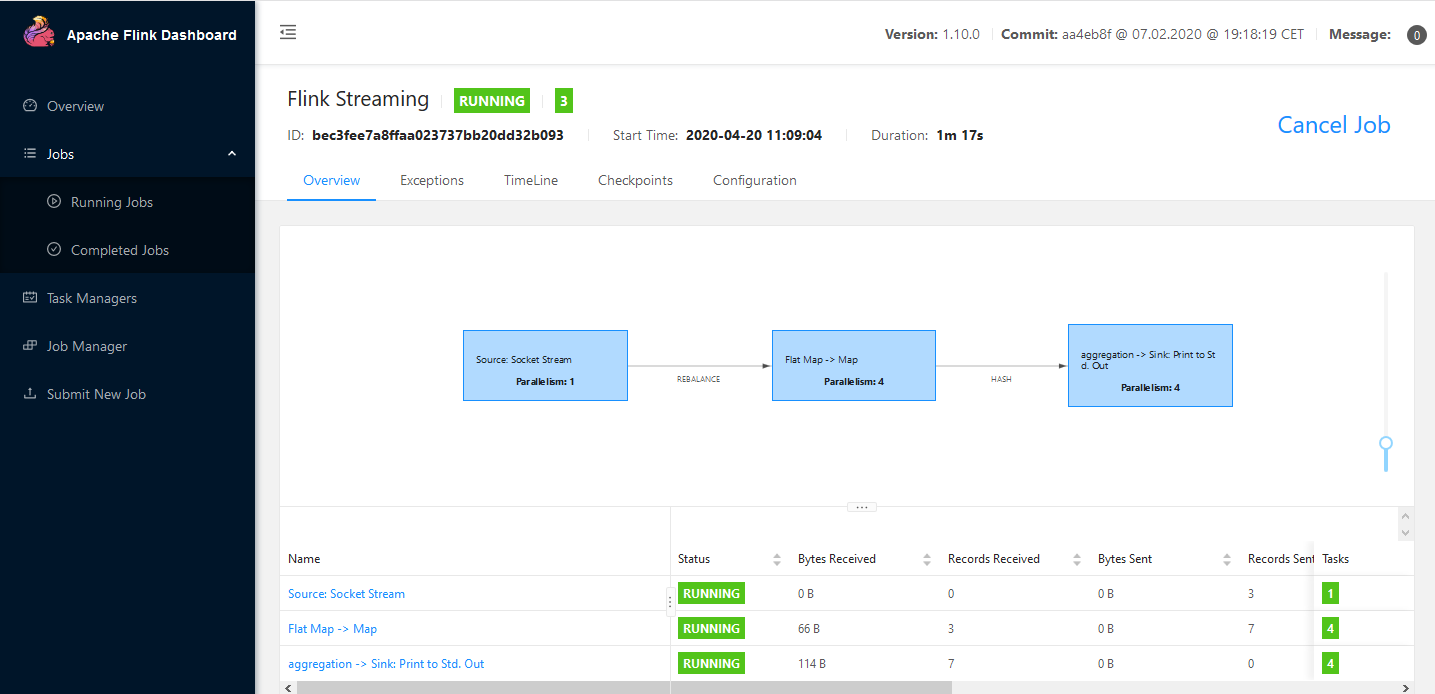 Apache Flink Dashboard
Version: 1.10.0 Commit: aa4eb8f @ 07.02.2020 @ 19:18:19 CET Message: 0
Overview
Jobs
Running Jobs
Completed Jobs
Task Managers
Job Manager
Submit New Job
Flink Streaming RUNNING 3
ID: bec3fee7a8ffaa023737bb20dd32b093 Start Time: 2020-04-20 11:09:04 Duration: 1m 17s
Cancel Job
Overview Exceptions TimeLine Checkpoints Configuration
Source: Socket Stream
Parallelism: 1
REBALANCE
Flat Map -> Map
Parallelism: 4
HASH
aggregation -> Sink: Print to St
d. Out
Parallelism: 4
Name Status Bytes Received Records Received Bytes Sent Records Sent Tasks
Source: Socket Stream RUNNING 0 B 0 0 B 3 1
Flat Map -> Map RUNNING 66 B 3 0 B 7 4
aggregation -> Sink: Print to Std. Out RUNNING 114 B 7 0 B 0 4